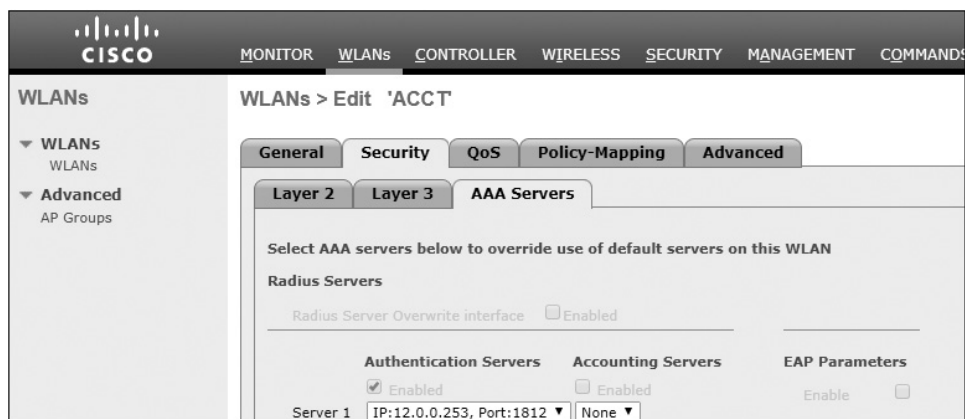 CISCO
MONITOR WLANs CONTROLLER WIRELESS SECURITY MANAGEMENT COMMANDS
WLANs
WLANs > Edit 'ACCT'
WLANs
WLANs
Advanced
AP Groups
General Security QoS Policy-Mapping Advanced
Layer 2 Layer 3 AAA Servers
Select AAA servers below to override use of default servers on this WLAN
Radius Servers
Radius Server Overwrite interface Enabled
Authentication Servers Accounting Servers EAP Parameters
Enabled Enabled Enable
Server 1 IP:12.0.0.253, Port:1812 None